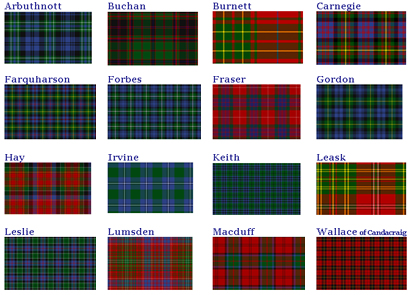 Arbuthnott Buchan Burnett Carnegie
Farquharson Forbes Fraser Gordon
Hay Irvine Keith Leask
Leslie Lumsden Macduff Wallace of Candacraig